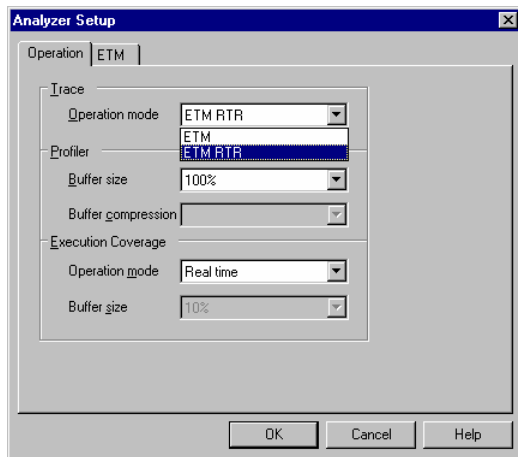 Analyzer Setup
Operation ETM
Trace
Operation mode ETM RTR
ETM
Profiler ETM RTR
Buffer size 100%
Buffer compression
Execution Coverage
Operation mode Real time
Buffer size 10%
OK Cancel Help